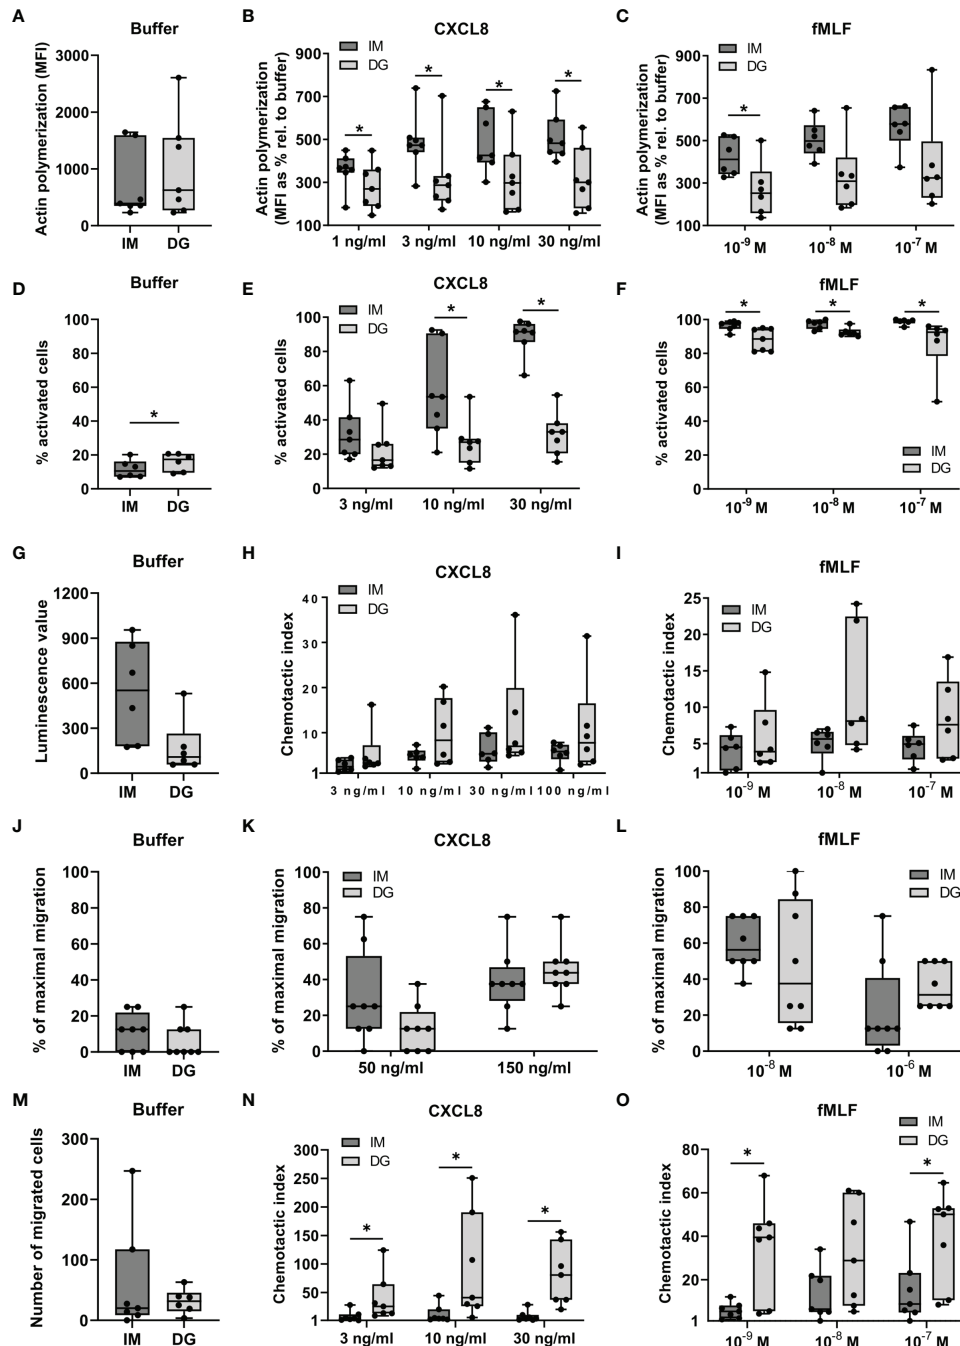 A
Buffer
Actin polymerization (MFI)
3000
2000
1000
0
IM
DG
B
CXCL8
IM
DG
Actin polymerization
(MFI as % rel. to buffer)
900
700
500
300
100
*
*
*
*
1 ng/ml
3 ng/ml
10 ng/ml
30 ng/ml
C
fMLF
IM
DG
Actin polymerization
(MFI as % rel. to buffer)
900
700
500
300
100
*
10⁻⁹ M
10⁻⁸ M
10⁻⁷ M
D
Buffer
% activated cells
100
80
60
40
20
0
*
IM
DG
E
CXCL8
IM
DG
% activated cells
100
80
60
40
20
0
*
*
3 ng/ml
10 ng/ml
30 ng/ml
F
fMLF
% activated cells
100
80
60
40
20
0
*
*
*
IM
DG
10⁻⁹ M
10⁻⁸ M
10⁻⁷ M
G
Buffer
Luminescence value
1200
900
600
300
0
IM
DG
H
CXCL8
IM
DG
Chemotactic index
40
30
20
10
1
3 ng/ml
10 ng/ml
30 ng/ml
100 ng/ml
I
fMLF
IM
DG
Chemotactic index
25
20
15
10
5
1
10⁻⁹ M
10⁻⁸ M
10⁻⁷ M
J
Buffer
% of maximal migration
100
80
60
40
20
0
IM
DG
K
CXCL8
IM
DG
% of maximal migration
100
80
60
40
20
0
50 ng/ml
150 ng/ml
L
fMLF
IM
DG
% of maximal migration
100
80
60
40
20
0
10⁻⁸ M
10⁻⁶ M
M
Buffer
Number of migrated cells
300
200
100
0
IM
DG
N
CXCL8
IM
DG
Chemotactic index
300
250
200
150
100
50
1
*
*
*
3 ng/ml
10 ng/ml
30 ng/ml
O
fMLF
IM
DG
Chemotactic index
80
60
40
20
1
*
*
10⁻⁹ M
10⁻⁸ M
10⁻⁷ M